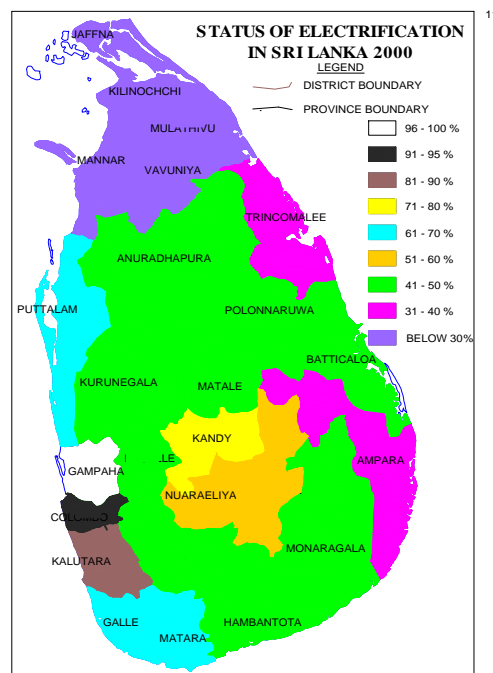 1
STATUS OF ELECTRIFICATION
IN SRI LANKA 2000
LEGEND
DISTRICT BOUNDARY
PROVINCE BOUNDARY
96 - 100 %
91 - 95 %
81 - 90 %
71 - 80 %
61 - 70 %
51 - 60 %
41 - 50 %
31 - 40 %
BELOW 30%
JAFFNA
KILINOCHCHI
MULATHIVU
MANNAR
VAVUNIYA
TRINCOMALEE
ANURADHAPURA
PUTTALAM
POLONNARUWA
BATTICALOA
KURUNEGALA
MATALE
KANDY
GAMPAHA
AMPARA
NUARAELIYA
COLOMBO
MONARAGALA
KALUTARA
GALLE
HAMBANTOTA
MATARA